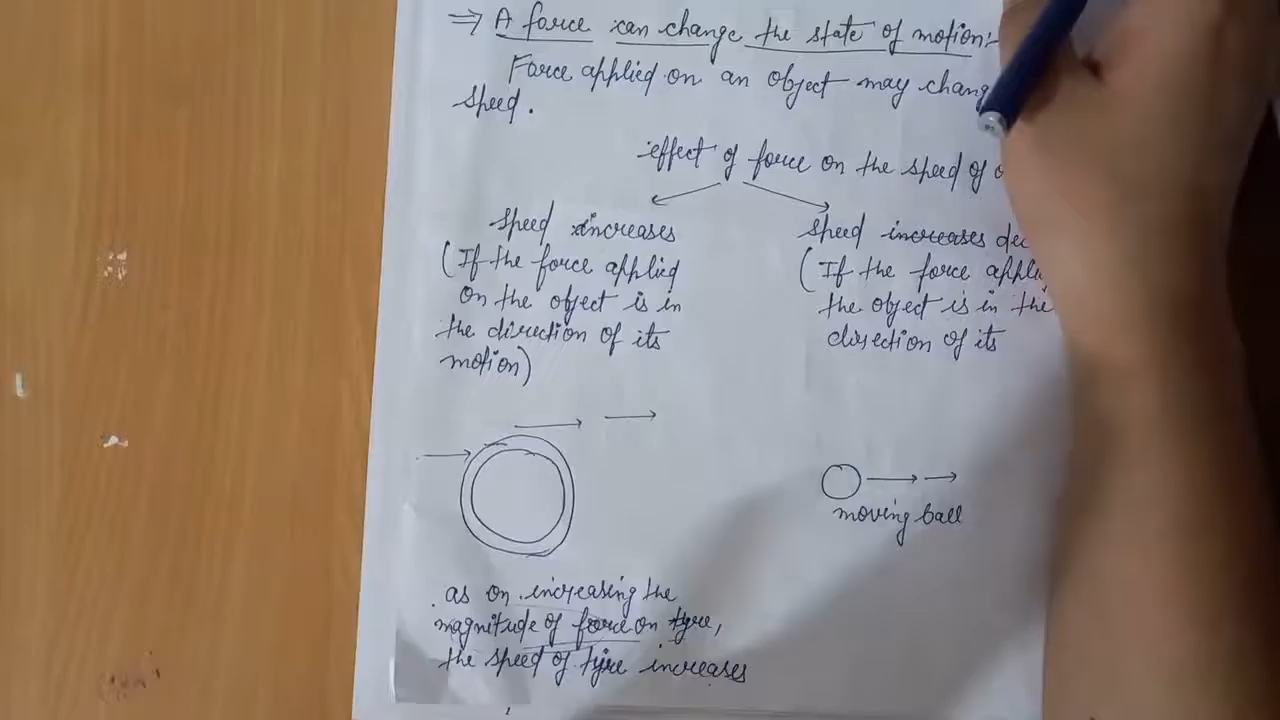 ⇒ A force can change the state of motion:-
Force applied on an object may
speed.
effect of force on the speed of
speed increases
(If the force applied
on the object is in
the direction of its
motion)
speed increases
(If the force
the object is in the
direction of its
moving ball
as on increasing the
magnitude of force on tyre,
the speed of tyre increases